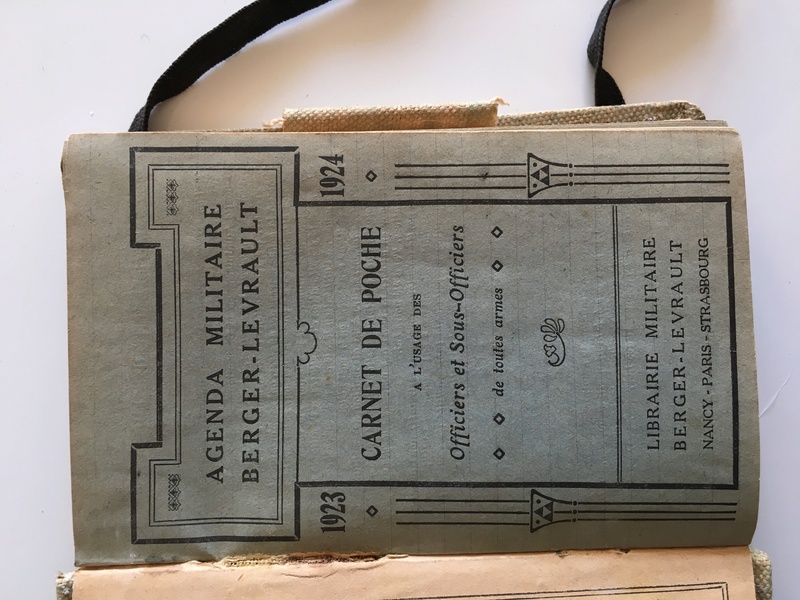 AGENDA MILITAIRE
BERGER-LEVRAULT
1923 1924
CARNET DE POCHE
A L'USAGE DES
Officiers et Sous-Officiers
de toutes armes
LIBRAIRIE MILITAIRE
BERGER-LEVRAULT
NANCY - PARIS - STRASBOURG